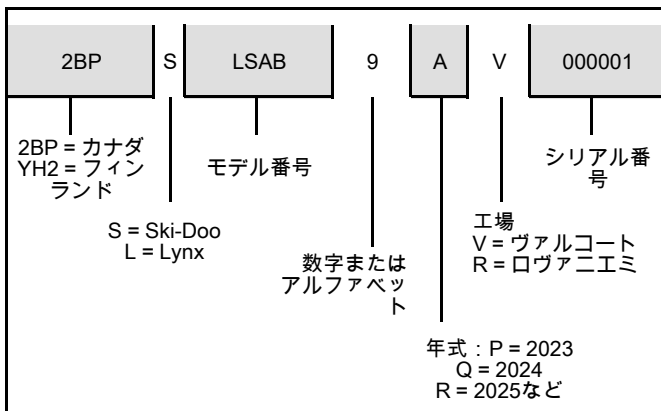 2BP S LSAB 9 A V 000001
2BP = カナダ
YH2 = フィン
ランド
モデル番号
シリアル番
号
S = Ski-Doo
L = Lynx
工場
V = ヴァルコート
R = ロヴァニエミ
数字または
アルファベッ
ト
年式：P = 2023
Q = 2024
R = 2025など